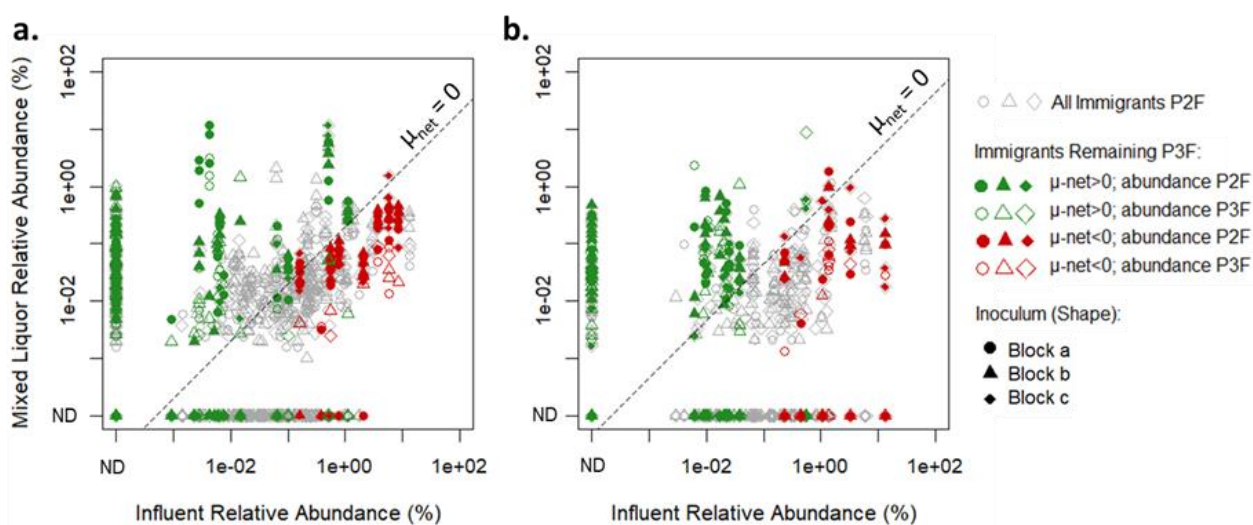 a.
Mixed Liquor Relative Abundance (%)
1e+02
1e+00
1e-02
ND
μnet = 0
ND
1e-02
1e+00
1e+02
Influent Relative Abundance (%)
b.
1e+02
1e+00
1e-02
ND
μnet = 0
ND
1e-02
1e+00
1e+02
Influent Relative Abundance (%)
All Immigrants P2F
Immigrants Remaining P3F:
μ-net>0; abundance P2F
μ-net>0; abundance P3F
μ-net<0; abundance P2F
μ-net<0; abundance P3F
Inoculum (Shape):
Block a
Block b
Block c